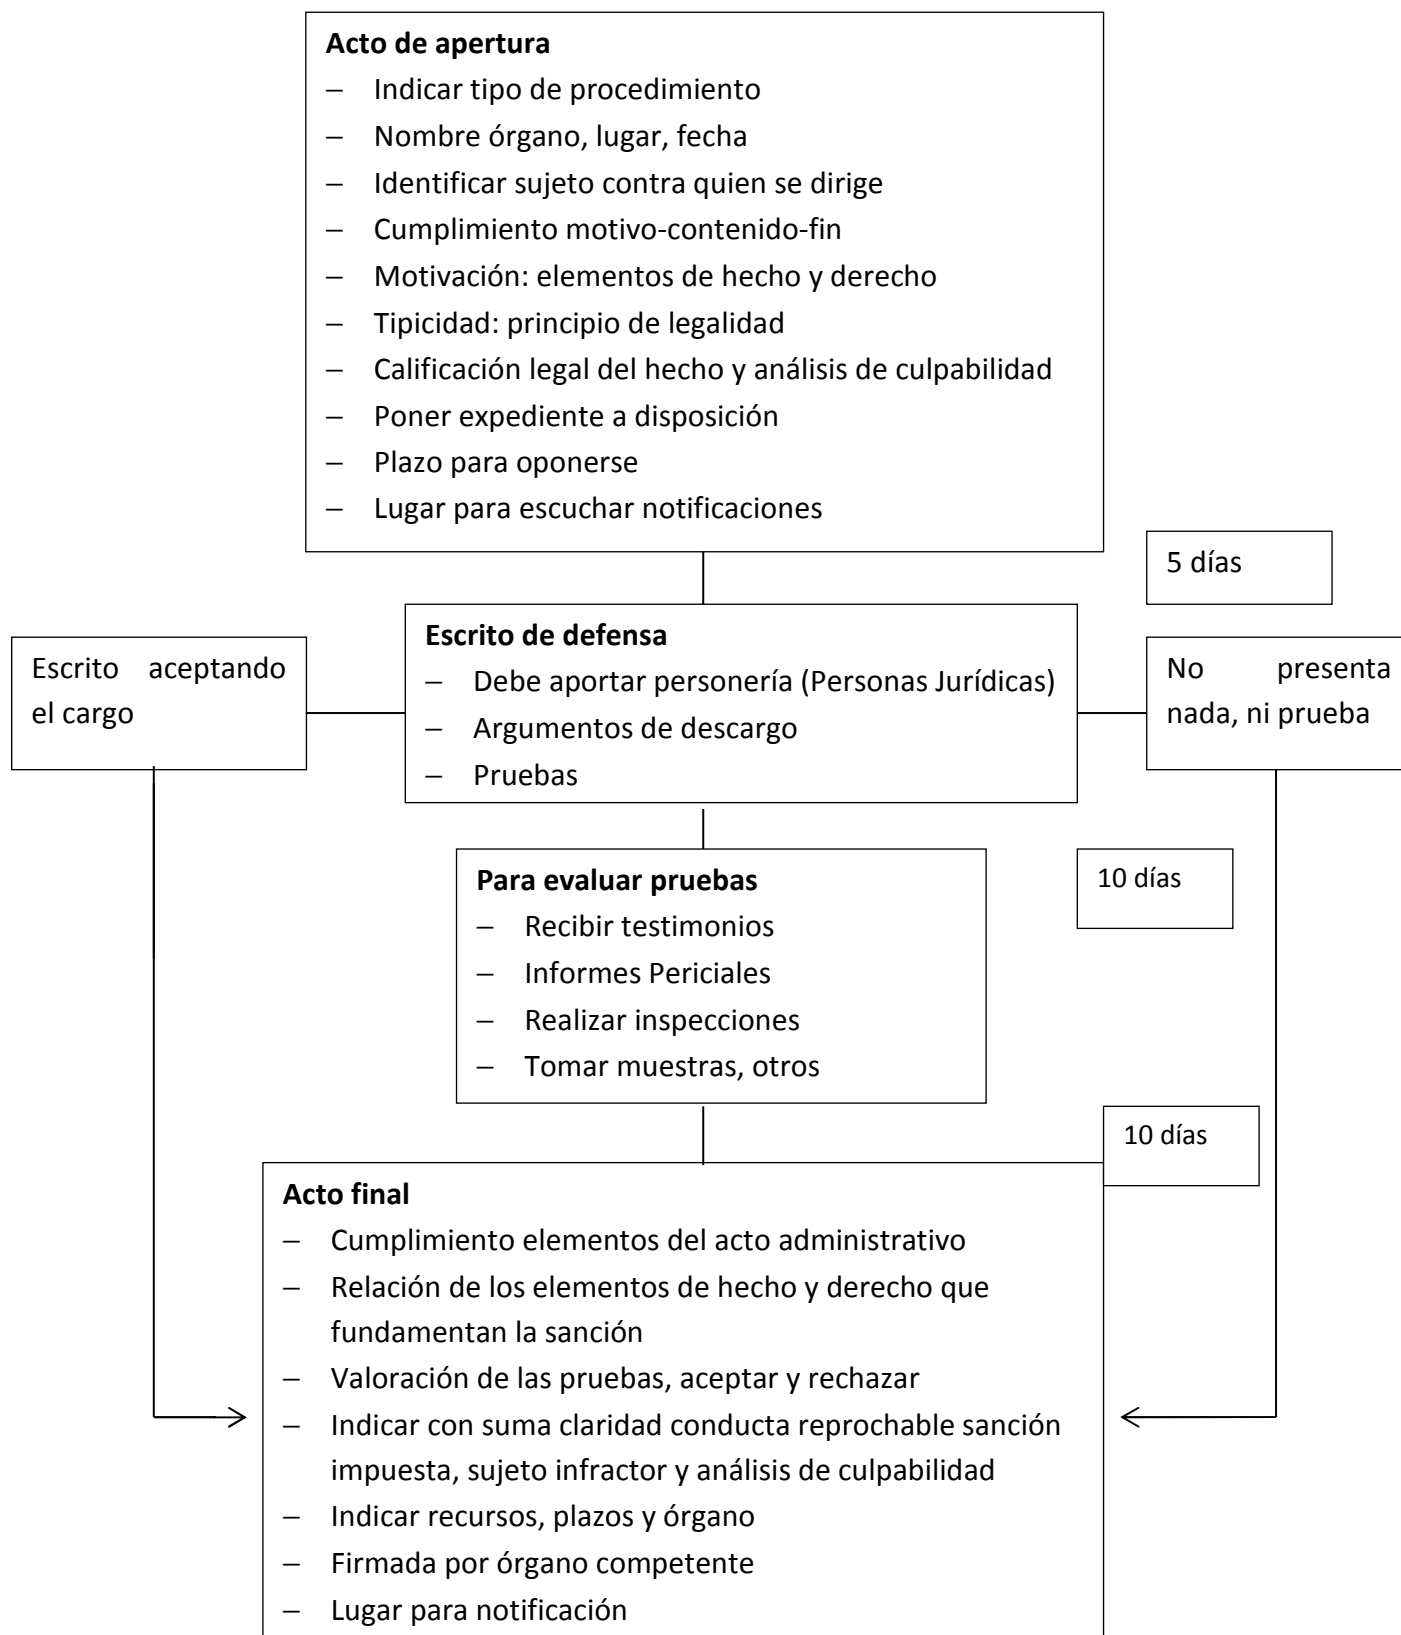 Acto de apertura
– Indicar tipo de procedimiento
– Nombre órgano, lugar, fecha
– Identificar sujeto contra quien se dirige
– Cumplimiento motivo-contenido-fin
– Motivación: elementos de hecho y derecho
– Tipicidad: principio de legalidad
– Calificación legal del hecho y análisis de culpabilidad
– Poner expediente a disposición
– Plazo para oponerse
– Lugar para escuchar notificaciones
5 días
Escrito aceptando
el cargo
Escrito de defensa
– Debe aportar personería (Personas Jurídicas)
– Argumentos de descargo
– Pruebas
No presenta
nada, ni prueba
Para evaluar pruebas
– Recibir testimonios
– Informes Periciales
– Realizar inspecciones
– Tomar muestras, otros
10 días
10 días
Acto final
– Cumplimiento elementos del acto administrativo
– Relación de los elementos de hecho y derecho que
fundamentan la sanción
– Valoración de las pruebas, aceptar y rechazar
– Indicar con suma claridad conducta reprochable sanción
impuesta, sujeto infractor y análisis de culpabilidad
– Indicar recursos, plazos y órgano
– Firmada por órgano competente
– Lugar para notificación